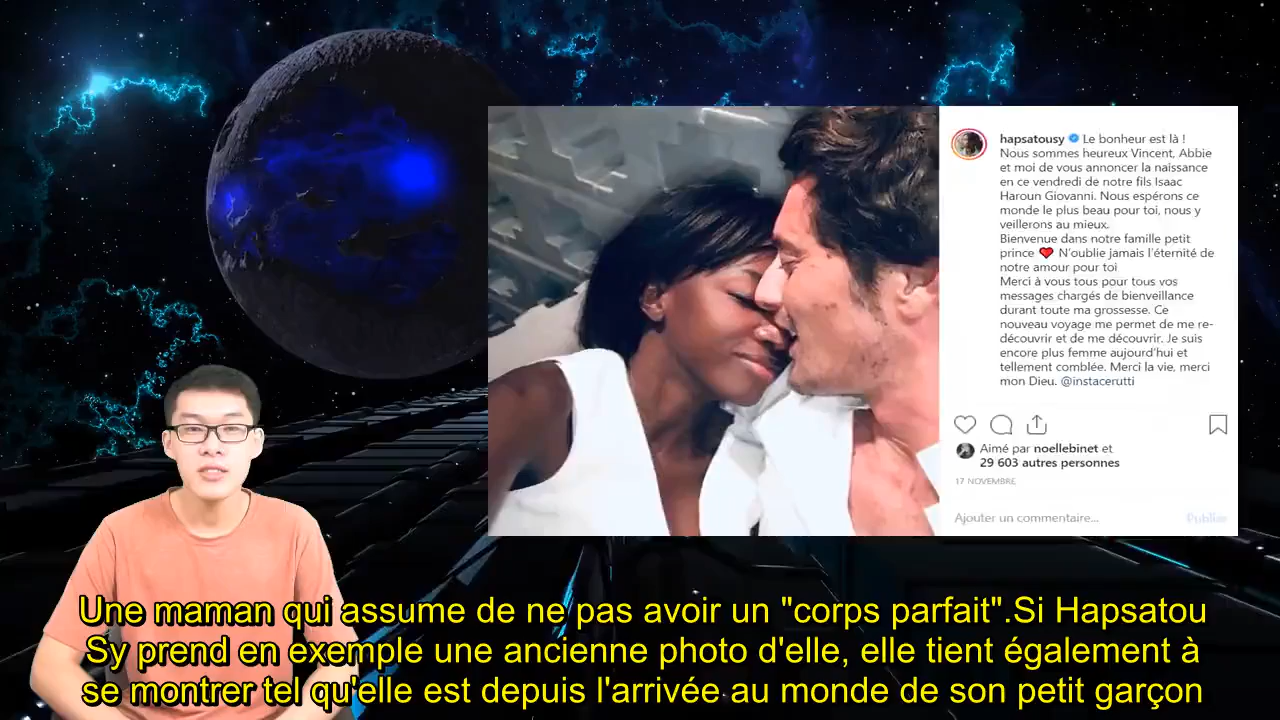 hapsatousy Le bonheur est là !
Nous sommes heureux Vincent, Abbie
et moi de vous annoncer la naissance
en ce vendredi de notre fils Isaac
Haroun Giovanni. Nous espérons ce
monde le plus beau pour toi, nous y
veillerons au mieux.
Bienvenue dans notre famille petit
prince ❤️ N'oublie jamais l'éternité de
notre amour pour toi
Merci à vous tous pour tous vos
messages chargés de bienveillance
durant toute ma grossesse. Ce
nouveau voyage me permet de me re-
découvrir et de me découvrir. Je suis
encore plus femme aujourd'hui et
tellement comblée. Merci la vie, merci
mon Dieu. @instacerutti
Aimé par noellebinet et
29 603 autres personnes
17 NOVEMBRE
Ajouter un commentaire... Publier
Une maman qui assume de ne pas avoir un "corps parfait".Si Hapsatou
Sy prend en exemple une ancienne photo d'elle, elle tient également à
se montrer tel qu'elle est depuis l'arrivée au monde de son petit garçon